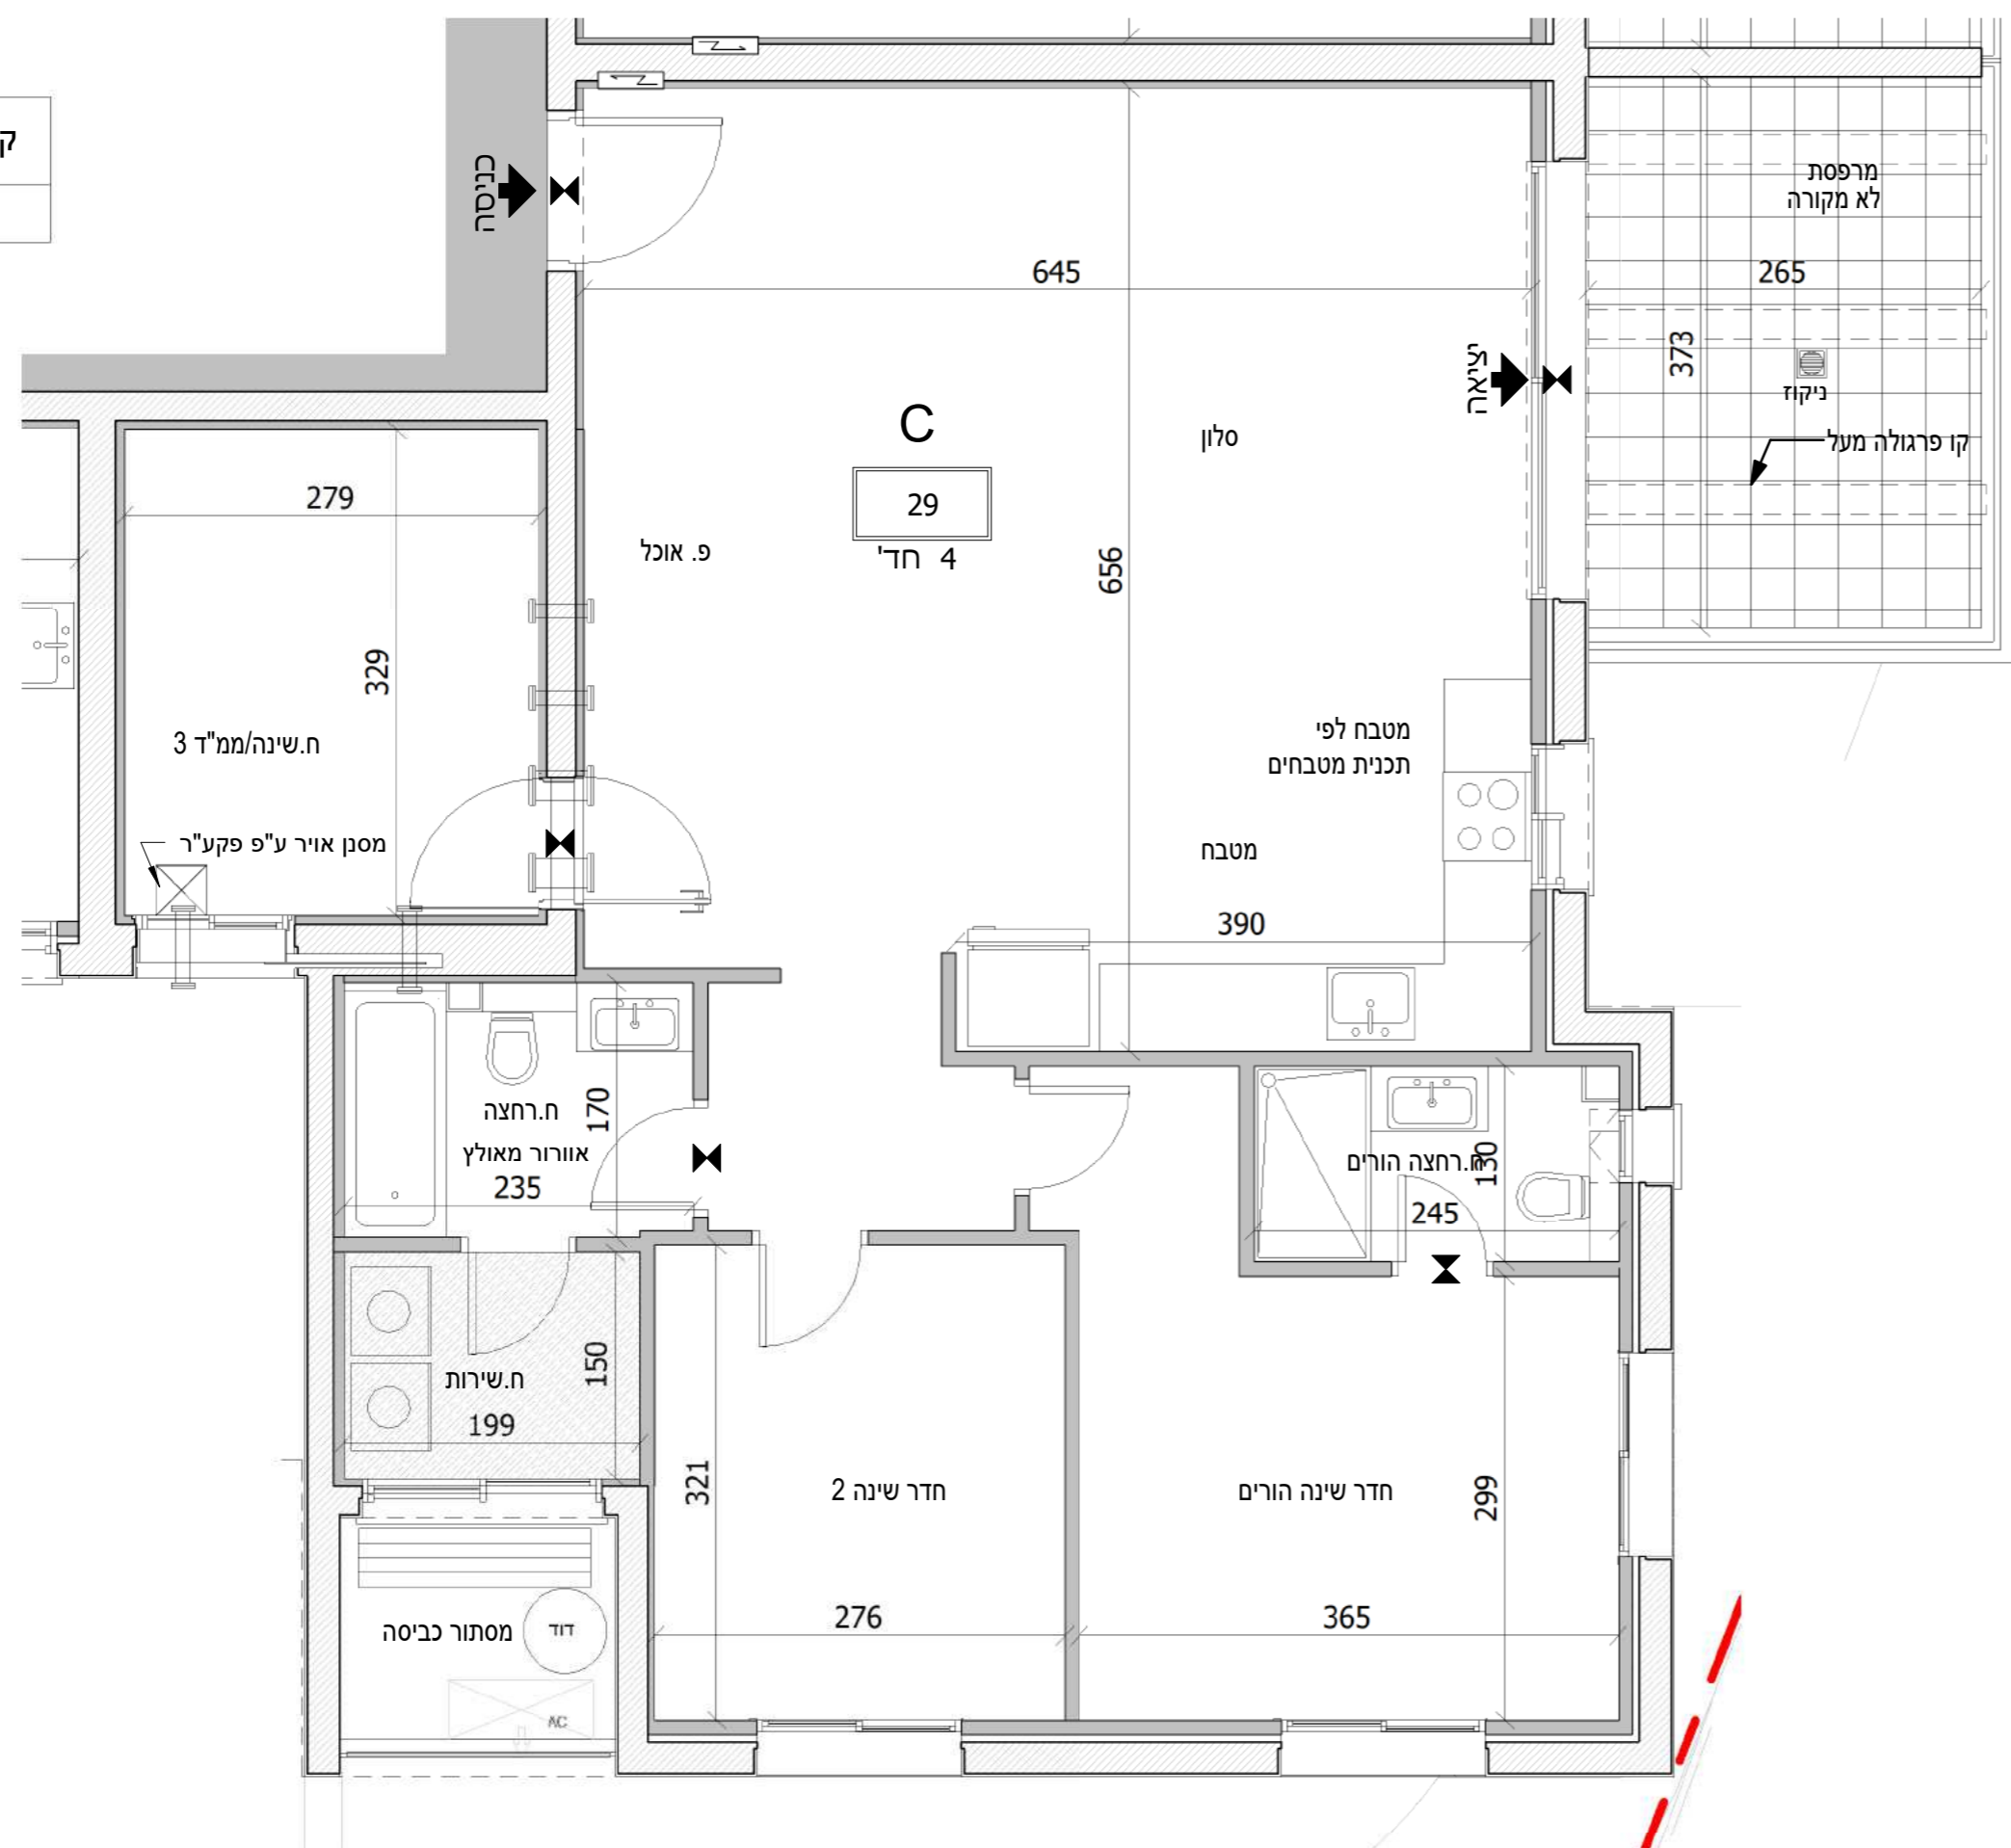 ק
כניסה
מרפסת
לא מקורה
645
265
373
יציאה
ניקוז
קו פרגולה מעל
C
29
4 חד'
סלון
279
פ. אוכל
656
329
ח.שינה/ממ"ד 3
מטבח לפי
תכנית מטבחים
מסנן אויר ע"פ פקע"ר
מטבח
390
ח.רחצה
170
אוורור מאולץ
235
ח.רחצה הורים
130
245
ח.שירות
150
199
321
חדר שינה 2
חדר שינה הורים
299
276
365
מסתור כביסה
דוד
AC